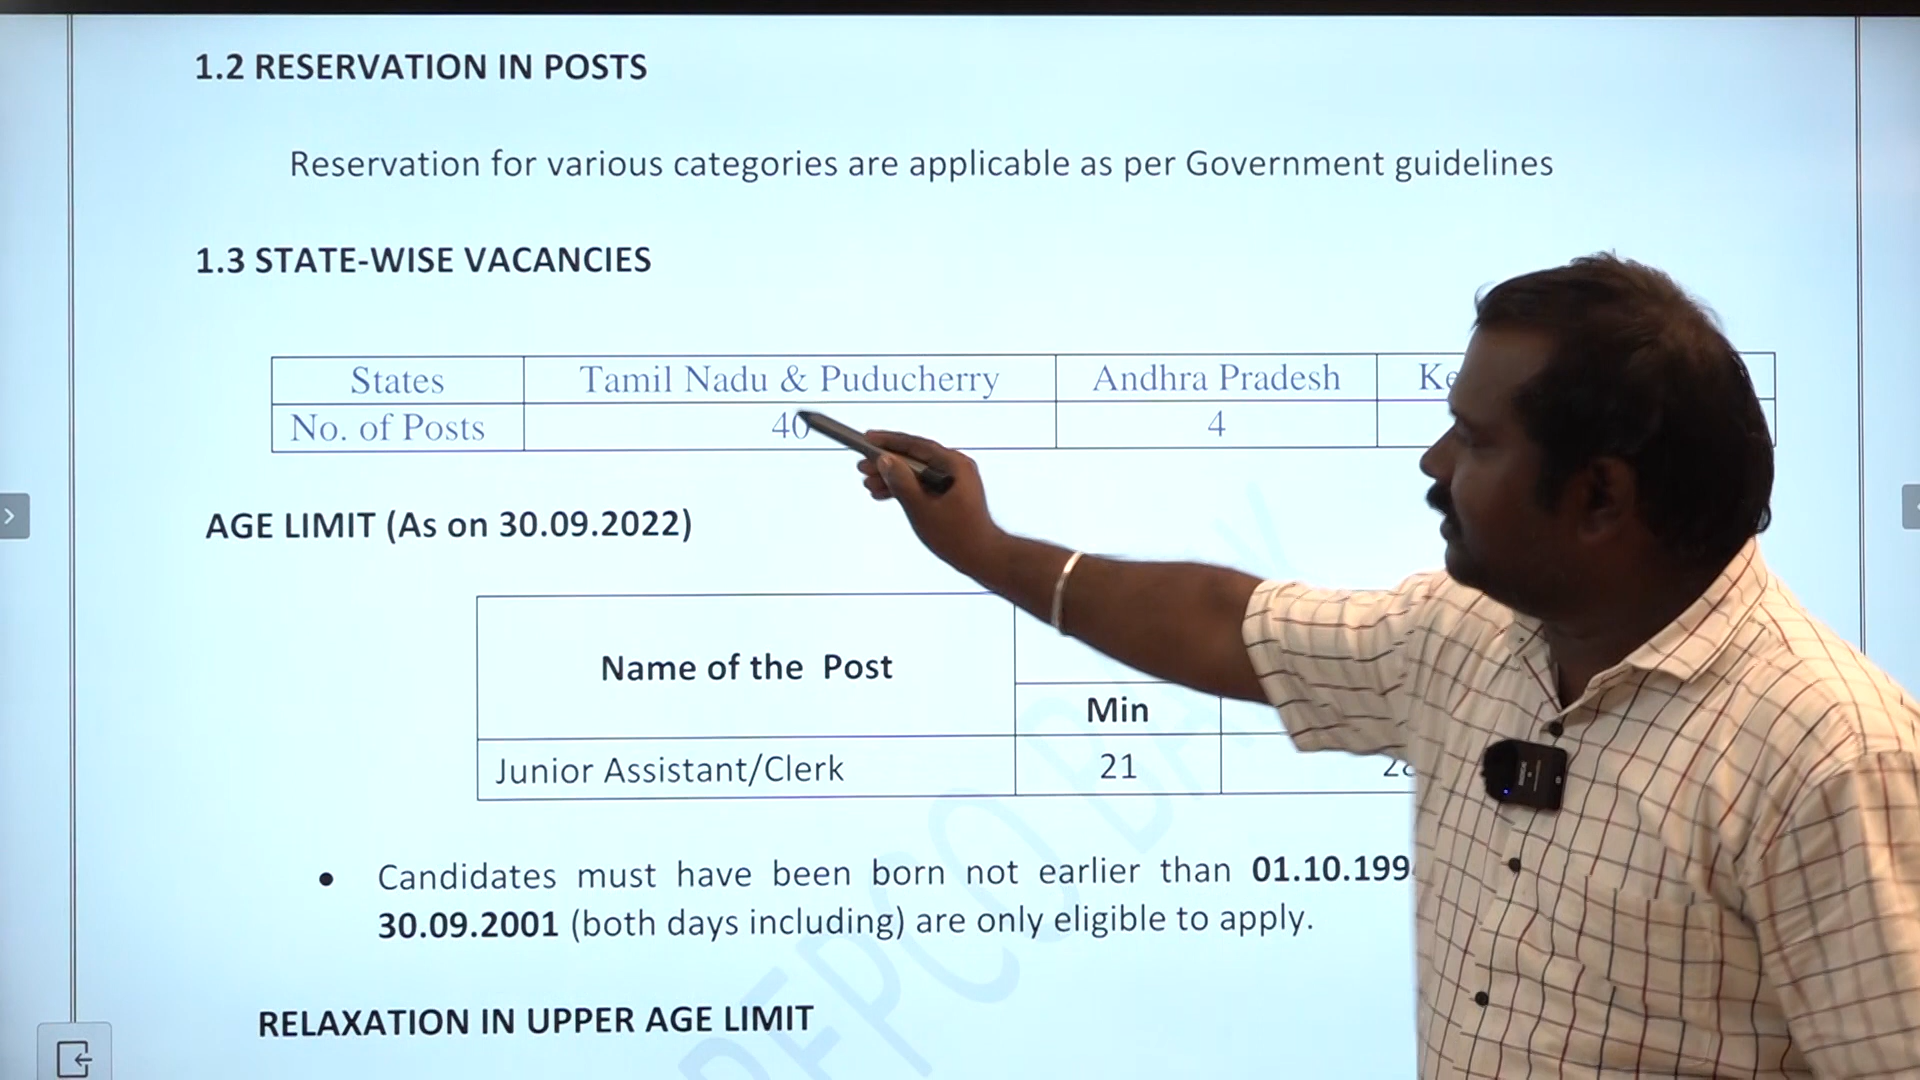 1.2 RESERVATION IN POSTS
Reservation for various categories are applicable as per Government guidelines
1.3 STATE-WISE VACANCIES
States Tamil Nadu & Puducherry Andhra Pradesh
No. of Posts 40 4
AGE LIMIT (As on 30.09.2022)
Name of the Post
Min
Junior Assistant/Clerk 21
• Candidates must have been born not earlier than
30.09.2001 (both days including) are only eligible to apply.
REPCO BANK
RELAXATION IN UPPER AGE LIMIT